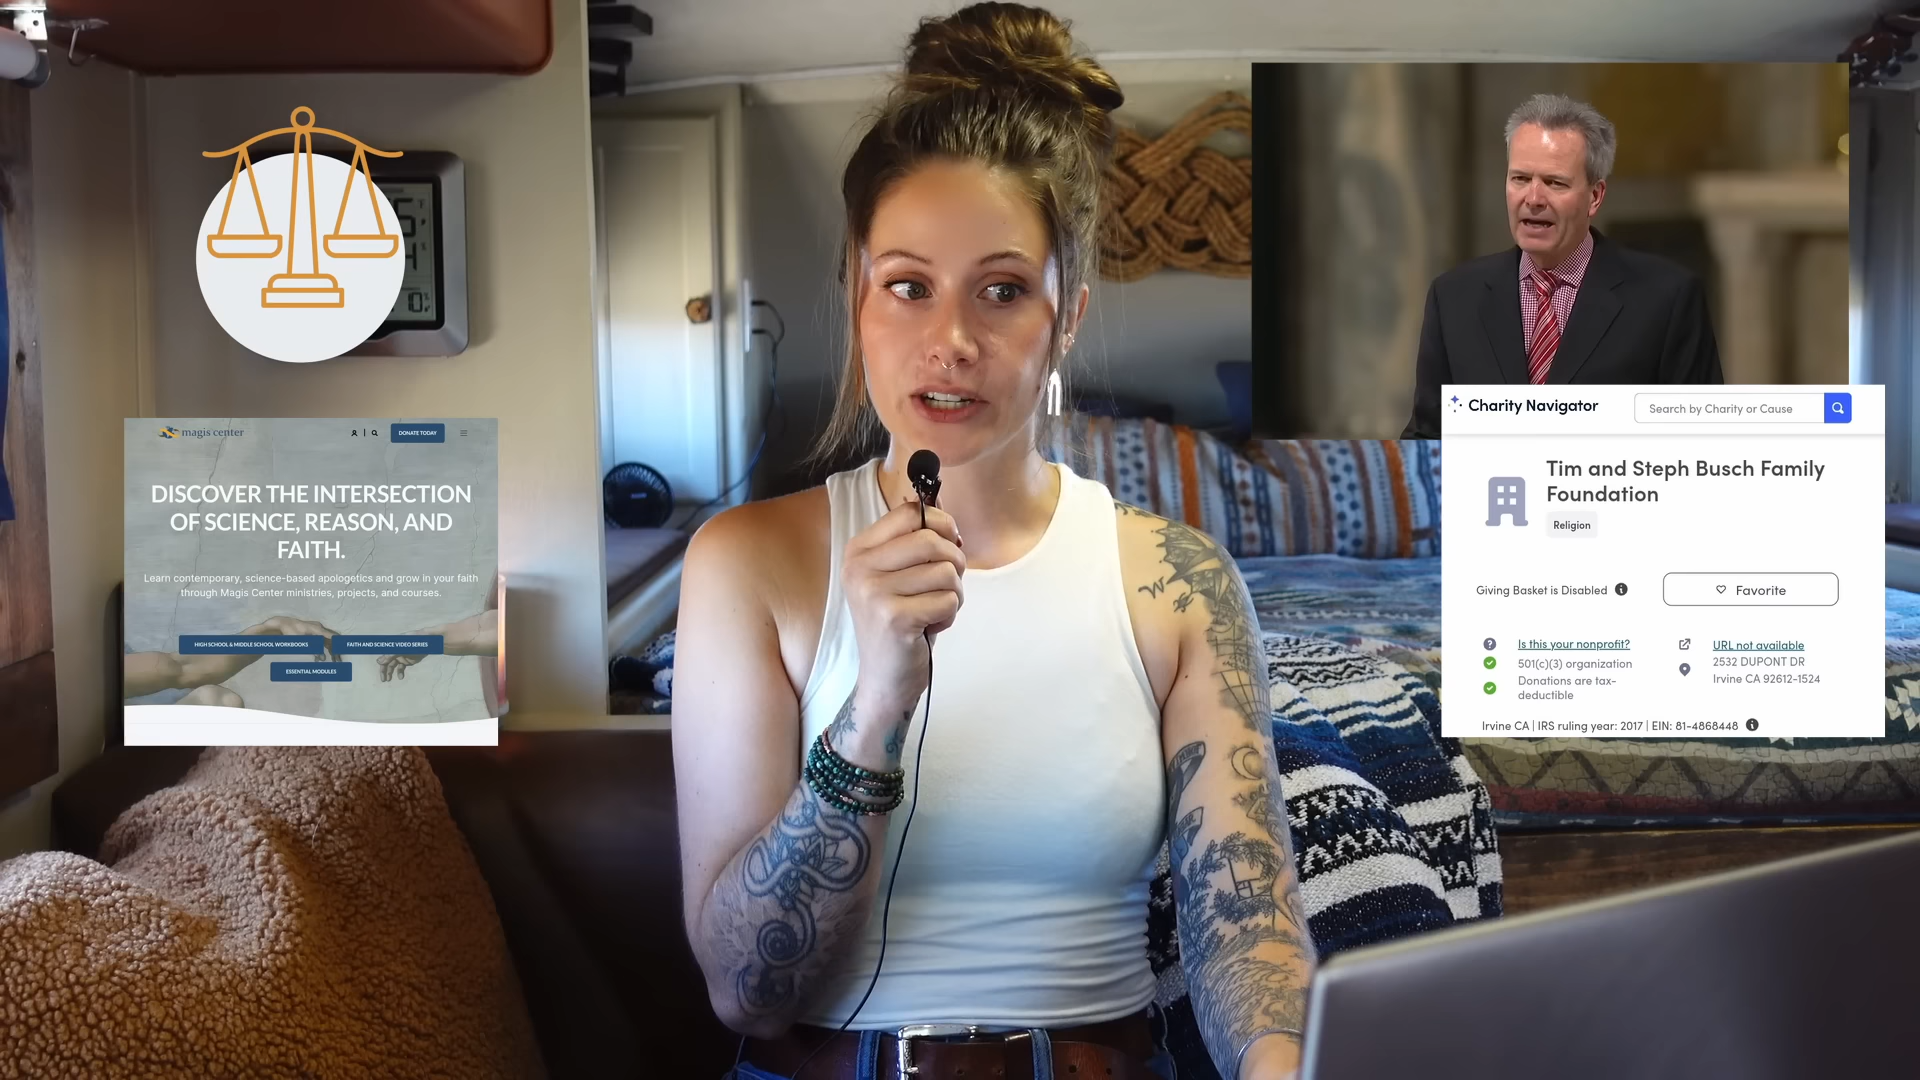 magis center
DONATE TODAY
DISCOVER THE INTERSECTION
OF SCIENCE, REASON, AND
FAITH.
Learn contemporary, science-based apologetics and grow in your faith
through Magis Center ministries, projects, and courses.
HIGH SCHOOL & MIDDLE SCHOOL WORKBOOKS
FAITH AND SCIENCE VIDEO SERIES
ESSENTIAL MODULES
Charity Navigator
Search by Charity or Cause
Tim and Steph Busch Family
Foundation
Religion
Giving Basket is Disabled
Favorite
Is this your nonprofit?
501(c)(3) organization
Donations are tax-
deductible
URL not available
2532 DUPONT DR
Irvine CA 92612-1524
Irvine CA | IRS ruling year: 2017 | EIN: 81-4868448